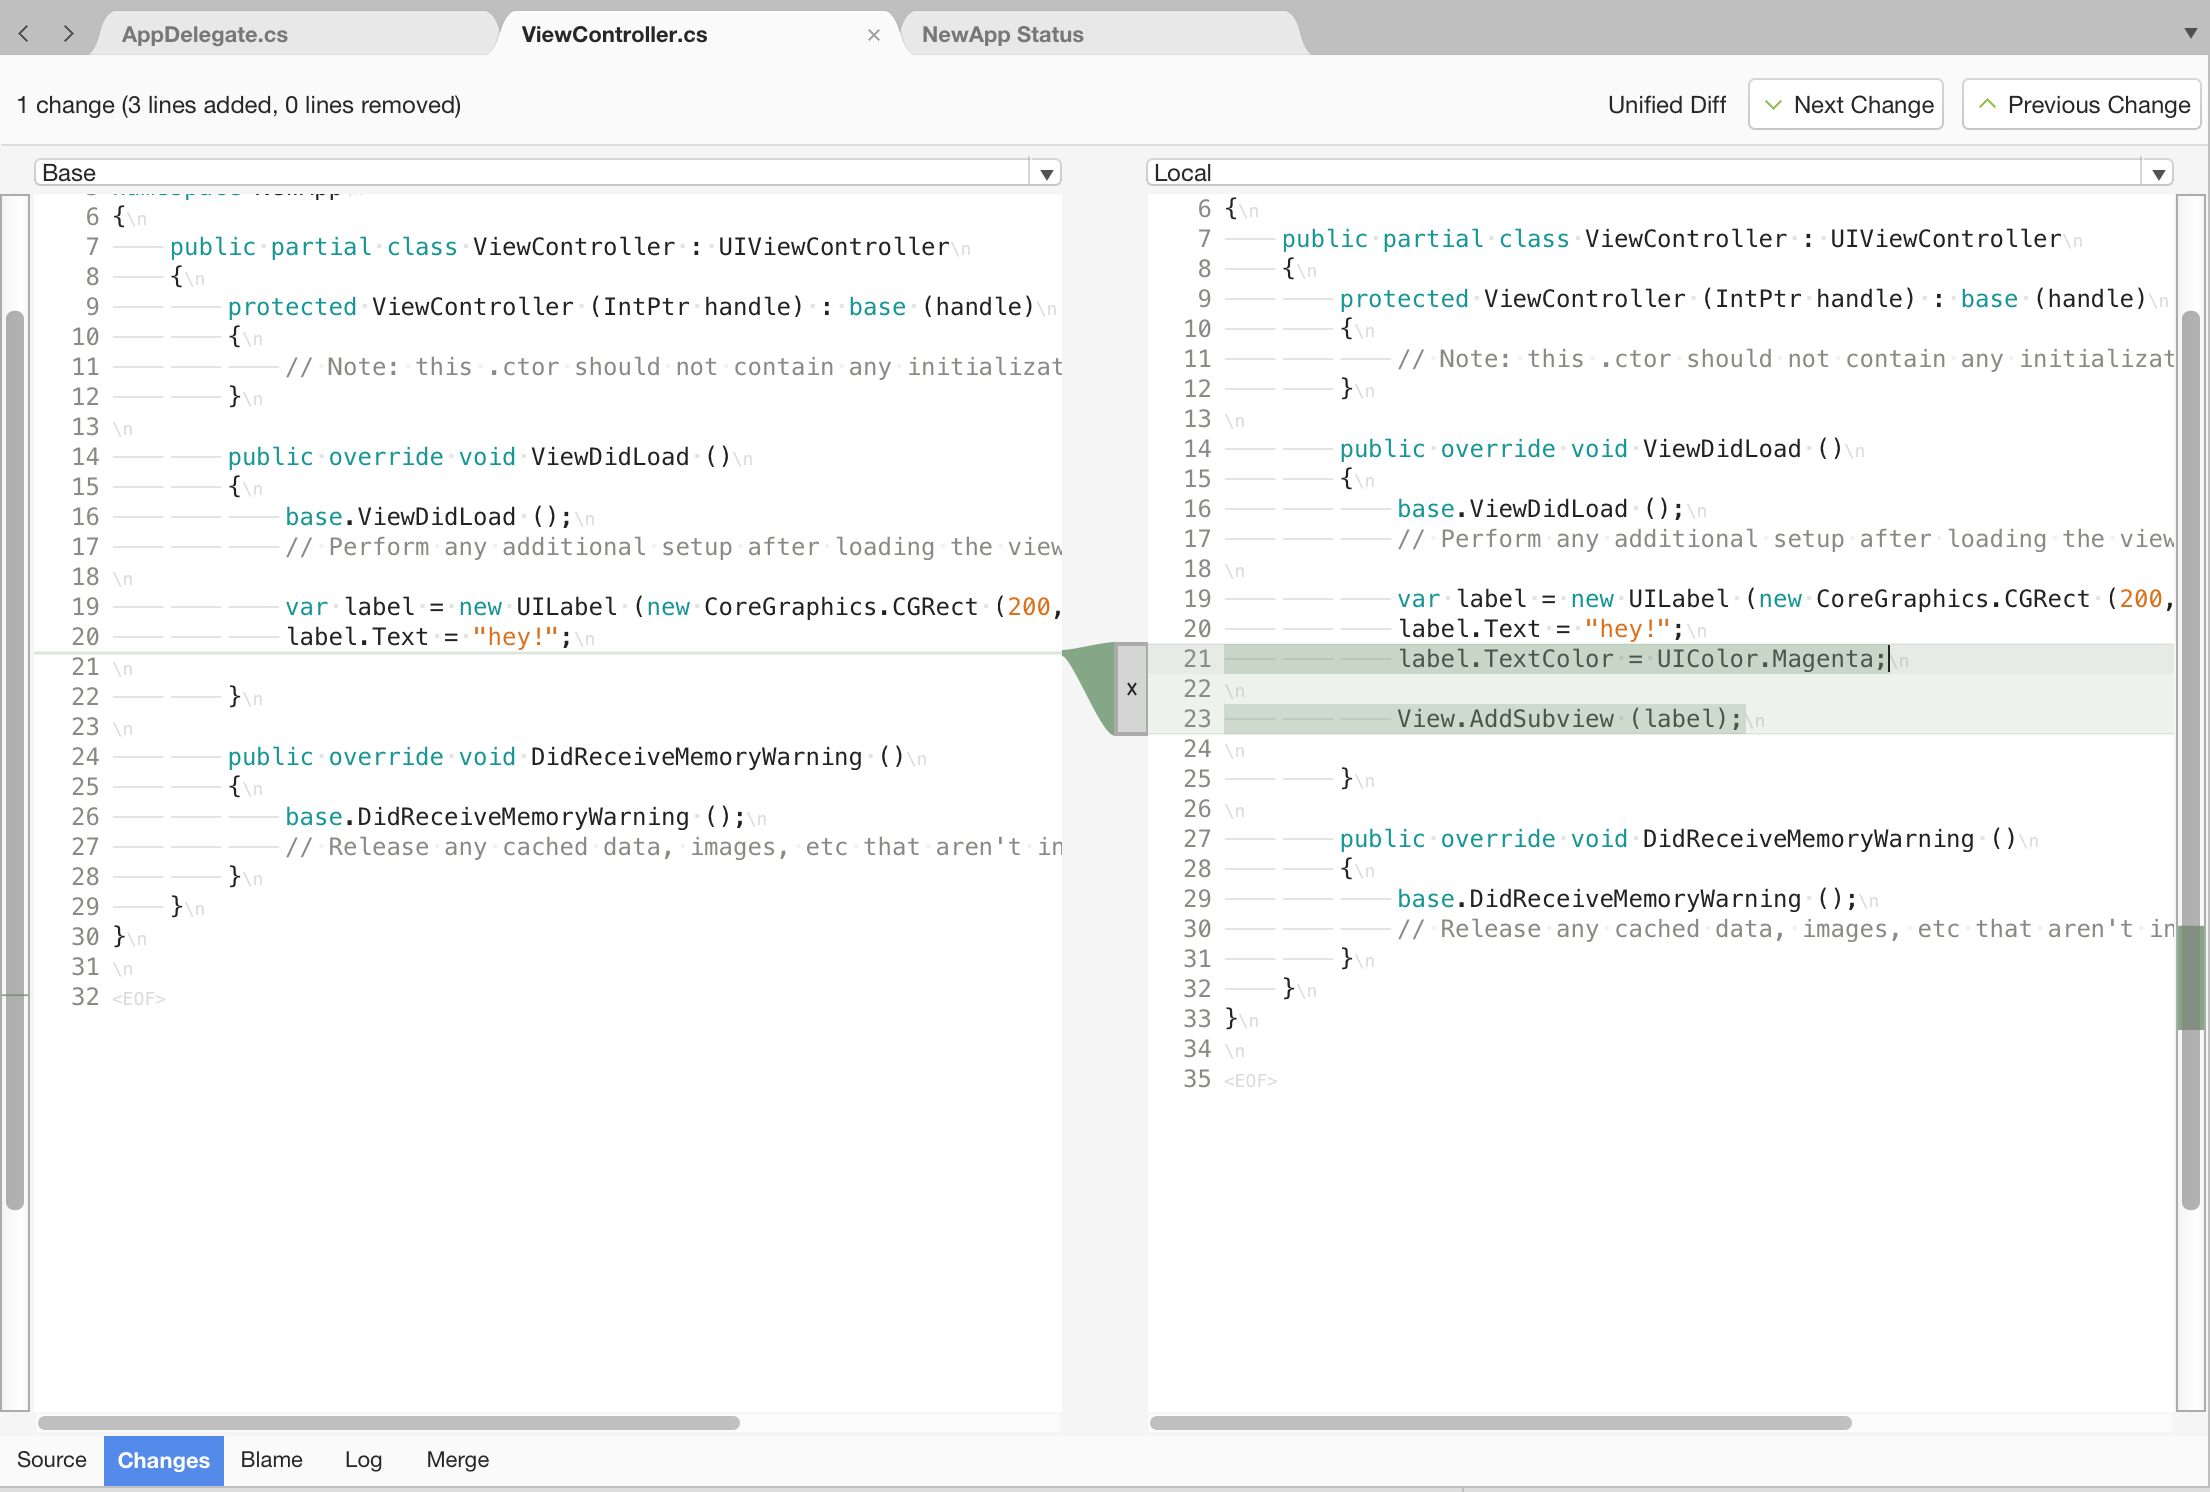 AppDelegate.cs
ViewController.cs ×
NewApp Status
1 change (3 lines added, 0 lines removed)
Unified Diff
Next Change
Previous Change
Base
namespace NewApp\n
6 {\n
7 public partial class ViewController : UIViewController\n
8 {\n
9 protected ViewController (IntPtr handle) : base (handle)\n
10 {\n
11 // Note: this .ctor should not contain any initializat
12 }\n
13 \n
14 public override void ViewDidLoad ()\n
15 {\n
16 base.ViewDidLoad ();\n
17 // Perform any additional setup after loading the view
18 \n
19 var label = new UILabel (new CoreGraphics.CGRect (200,
20 label.Text = "hey!";\n
21 \n
22 }\n
23 \n
24 public override void DidReceiveMemoryWarning ()\n
25 {\n
26 base.DidReceiveMemoryWarning ();\n
27 // Release any cached data, images, etc that aren't in
28 }\n
29 }\n
30 }\n
31 \n
32 <EOF>
x
Local
6 {\n
7 public partial class ViewController : UIViewController\n
8 {\n
9 protected ViewController (IntPtr handle) : base (handle)\n
10 {\n
11 // Note: this .ctor should not contain any initializat
12 }\n
13 \n
14 public override void ViewDidLoad ()\n
15 {\n
16 base.ViewDidLoad ();\n
17 // Perform any additional setup after loading the view
18 \n
19 var label = new UILabel (new CoreGraphics.CGRect (200,
20 label.Text = "hey!";\n
21 label.TextColor = UIColor.Magenta;\n
22 \n
23 View.AddSubview (label);\n
24 \n
25 }\n
26 \n
27 public override void DidReceiveMemoryWarning ()\n
28 {\n
29 base.DidReceiveMemoryWarning ();\n
30 // Release any cached data, images, etc that aren't in
31 }\n
32 }\n
33 }\n
34 \n
35 <EOF>
Source
Changes
Blame
Log
Merge